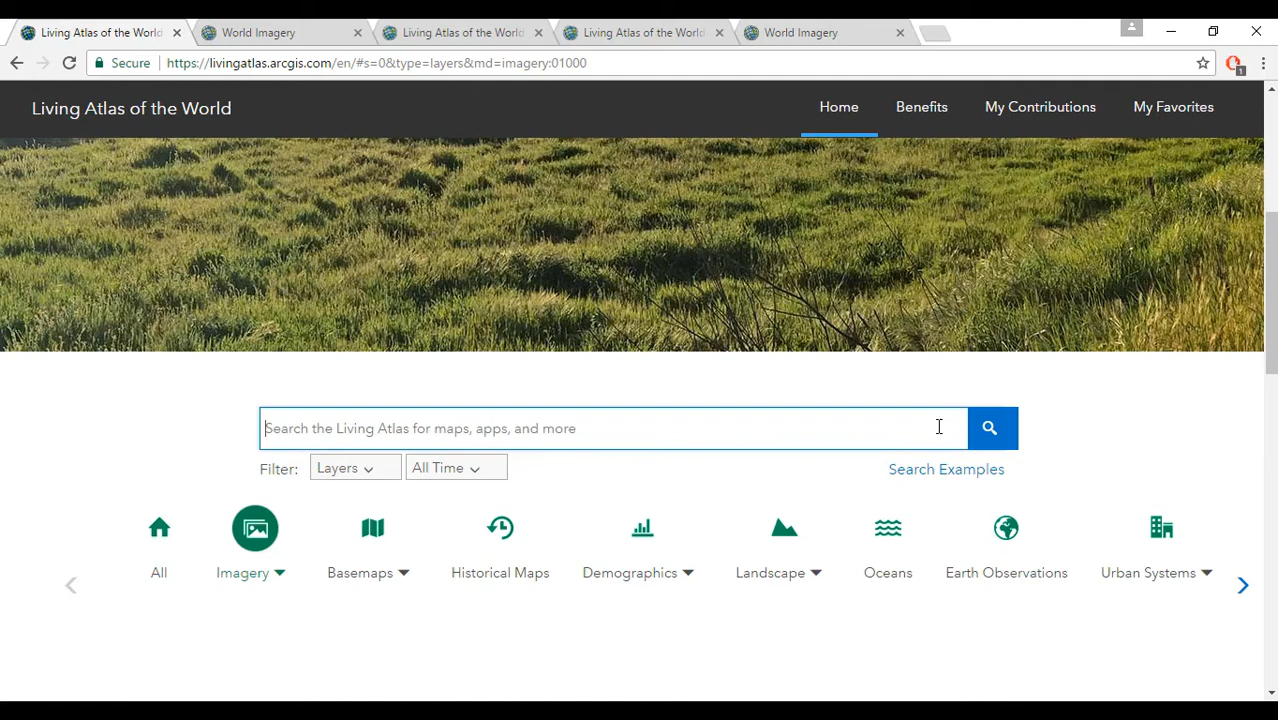 Living Atlas of the World
World Imagery
Living Atlas of the World
Living Atlas of the World
World Imagery
Secure
https://livingatlas.arcgis.com/en/#s=0&type=layers&md=imagery:01000
1
Living Atlas of the World
Home
Benefits
My Contributions
My Favorites
Search the Living Atlas for maps, apps, and more
Filter:
Layers
All Time
Search Examples
All
Imagery
Basemaps
Historical Maps
Demographics
Landscape
Oceans
Earth Observations
Urban Systems